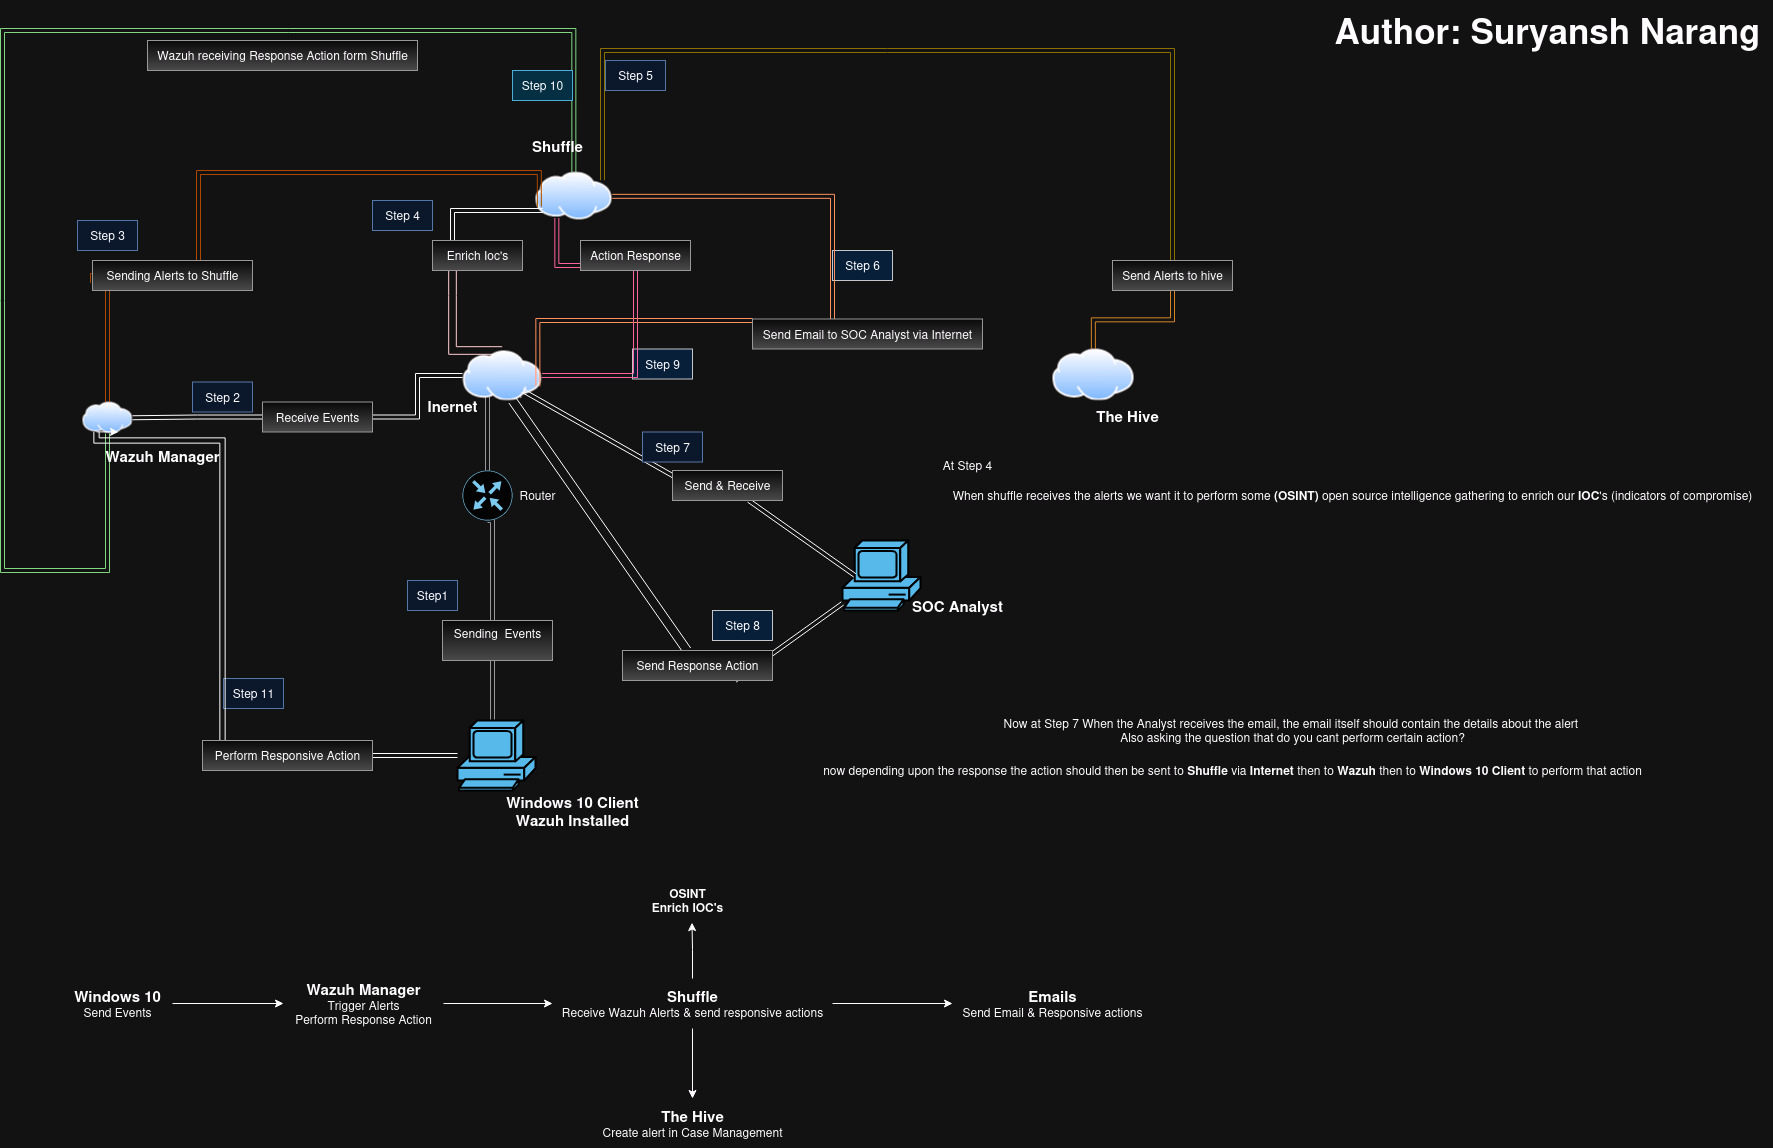 Author: Suryansh Narang
Wazuh receiving Response Action form Shuffle
Step 10
Step 5
Shuffle
Step 4
Step 3
Enrich Ioc's
Action Response
Step 6
Sending Alerts to Shuffle
Send Alerts to hive
Send Email to SOC Analyst via Internet
Step 9
Step 2
Receive Events
Inernet
The Hive
Wazuh Manager
Step 7
At Step 4
Send & Receive
Router
When shuffle receives the alerts we want it to perform some (OSINT) open source intelligence gathering to enrich our IOC's (indicators of compromise)
Step1
SOC Analyst
Sending  Events
Step 8
Send Response Action
Step 11
Now at Step 7 When the Analyst receives the email, the email itself should contain the details about the alert
Also asking the question that do you cant perform certain action?
Perform Responsive Action
now depending upon the response the action should then be sent to Shuffle via Internet then to Wazuh then to Windows 10 Client to perform that action
Windows 10 Client
Wazuh Installed
OSINT
Enrich IOC's
Windows 10
Send Events
Wazuh Manager
Trigger Alerts
Perform Response Action
Shuffle
Receive Wazuh Alerts & send responsive actions
Emails
Send Email & Responsive actions
The Hive
Create alert in Case Management